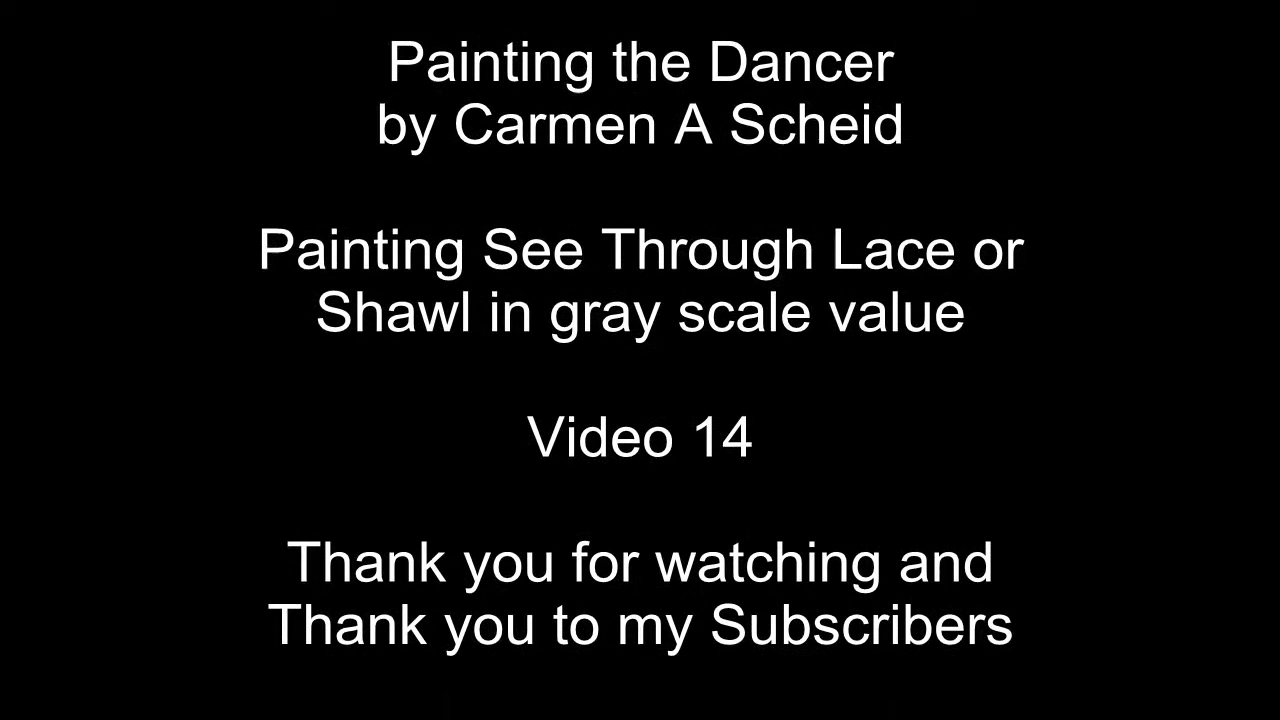 Painting the Dancer
by Carmen A Scheid
Painting See Through Lace or
Shawl in gray scale value
Video 14
Thank you for watching and
Thank you to my Subscribers